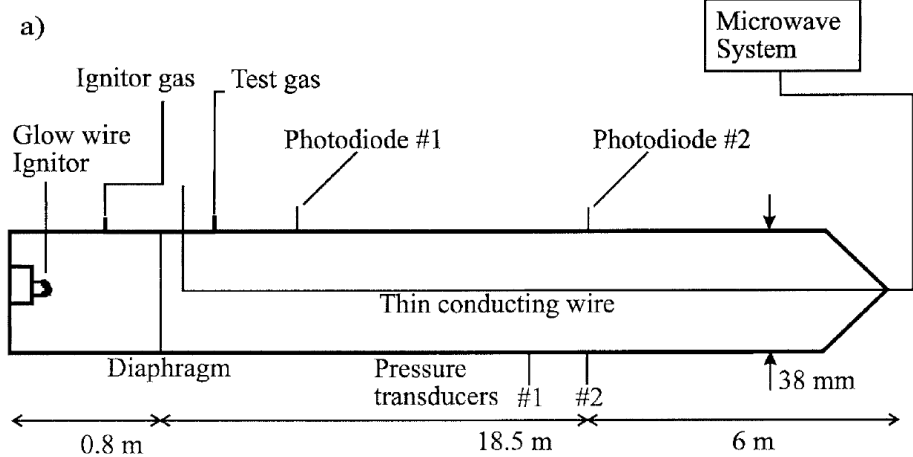 a)
Microwave
System
Ignitor gas
Test gas
Glow wire
Ignitor
Photodiode #1
Photodiode #2
Thin conducting wire
Diaphragm
Pressure
transducers #1 #2
38 mm
0.8 m
18.5 m
6 m